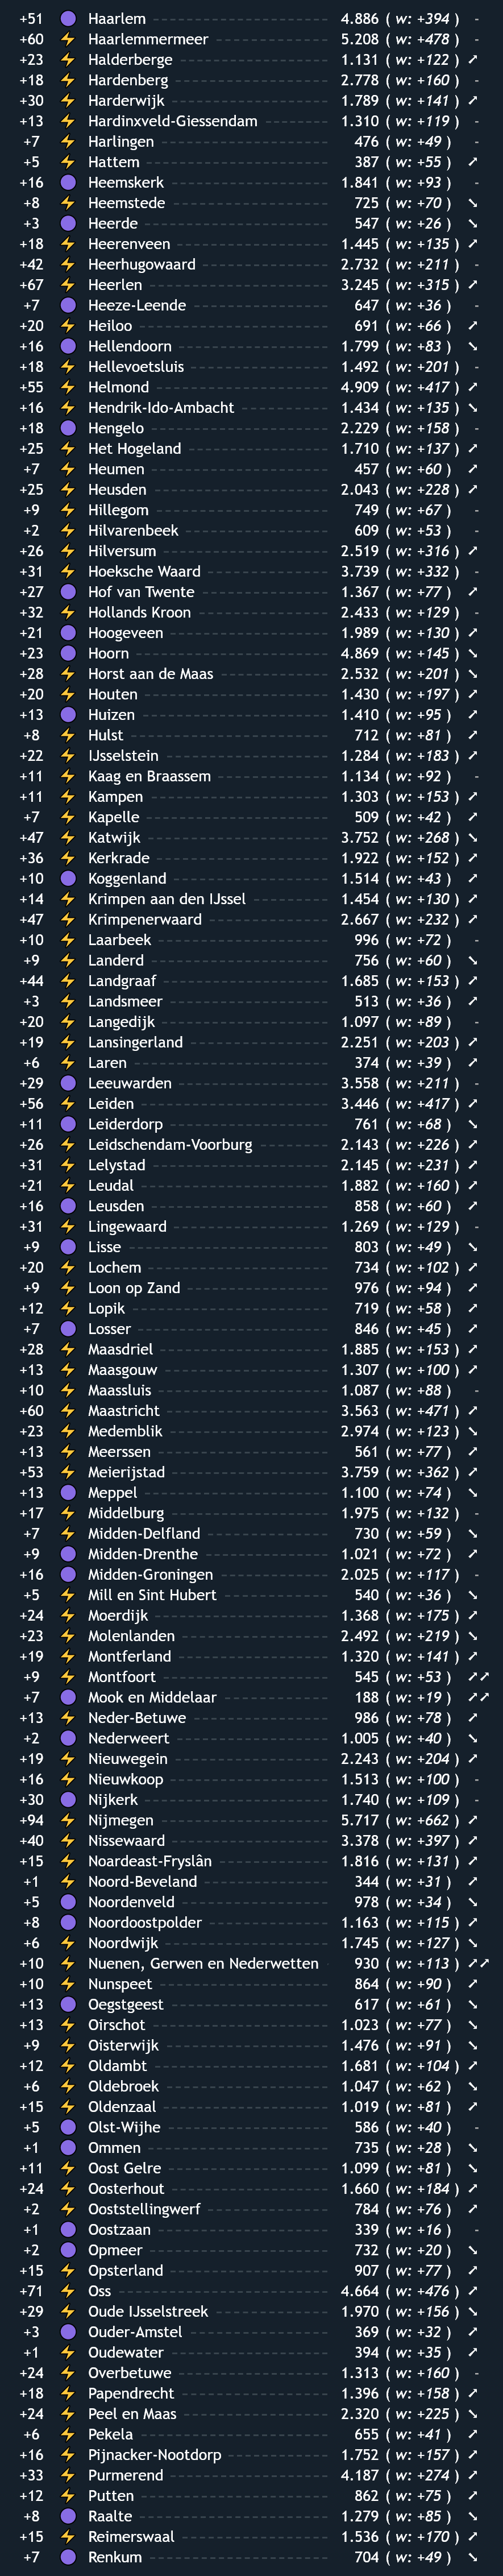 +51 Haarlem 4.886 ( w: +394 ) -
+60 Haarlemmermeer 5.208 ( w: +478 ) -
+23 Halderberge 1.131 ( w: +122 ) ↗
+18 Hardenberg 2.778 ( w: +160 ) -
+30 Harderwijk 1.789 ( w: +141 ) ↗
+13 Hardinxveld-Giessendam 1.310 ( w: +119 ) -
+7 Harlingen 476 ( w: +49 ) -
+5 Hattem 387 ( w: +55 ) ↗
+16 Heemskerk 1.841 ( w: +93 ) -
+8 Heemstede 725 ( w: +70 ) ↘
+3 Heerde 547 ( w: +26 ) ↘
+18 Heerenveen 1.445 ( w: +135 ) ↗
+42 Heerhugowaard 2.732 ( w: +211 ) -
+67 Heerlen 3.245 ( w: +315 ) ↗
+7 Heeze-Leende 647 ( w: +36 ) -
+20 Heiloo 691 ( w: +66 ) ↗
+16 Hellendoorn 1.799 ( w: +83 ) ↘
+18 Hellevoetsluis 1.492 ( w: +201 ) -
+55 Helmond 4.909 ( w: +417 ) ↗
+16 Hendrik-Ido-Ambacht 1.434 ( w: +135 ) ↘
+18 Hengelo 2.229 ( w: +158 ) -
+25 Het Hogeland 1.710 ( w: +137 ) ↗
+7 Heumen 457 ( w: +60 ) ↗
+25 Heusden 2.043 ( w: +228 ) ↗
+9 Hillegom 749 ( w: +67 ) -
+2 Hilvarenbeek 609 ( w: +53 ) -
+26 Hilversum 2.519 ( w: +316 ) ↗
+31 Hoeksche Waard 3.739 ( w: +332 ) -
+27 Hof van Twente 1.367 ( w: +77 ) ↗
+32 Hollands Kroon 2.433 ( w: +129 ) -
+21 Hoogeveen 1.989 ( w: +130 ) ↗
+23 Hoorn 4.869 ( w: +145 ) ↘
+28 Horst aan de Maas 2.532 ( w: +201 ) ↘
+20 Houten 1.430 ( w: +197 ) ↗
+13 Huizen 1.410 ( w: +95 ) ↗
+8 Hulst 712 ( w: +81 ) ↗
+22 IJsselstein 1.284 ( w: +183 ) ↗
+11 Kaag en Braassem 1.134 ( w: +92 ) -
+11 Kampen 1.303 ( w: +153 ) ↗
+7 Kapelle 509 ( w: +42 ) ↗
+47 Katwijk 3.752 ( w: +268 ) ↘
+36 Kerkrade 1.922 ( w: +152 ) ↗
+10 Koggenland 1.514 ( w: +43 ) ↗
+14 Krimpen aan den IJssel 1.454 ( w: +130 ) ↗
+47 Krimpenerwaard 2.667 ( w: +232 ) ↗
+10 Laarbeek 996 ( w: +72 ) -
+9 Landerd 756 ( w: +60 ) ↘
+44 Landgraaf 1.685 ( w: +153 ) ↗
+3 Landsmeer 513 ( w: +36 ) ↗
+20 Langedijk 1.097 ( w: +89 ) -
+19 Lansingerland 2.251 ( w: +203 ) ↗
+6 Laren 374 ( w: +39 ) ↗
+29 Leeuwarden 3.558 ( w: +211 ) -
+56 Leiden 3.446 ( w: +417 ) ↗
+11 Leiderdorp 761 ( w: +68 ) ↘
+26 Leidschendam-Voorburg 2.143 ( w: +226 ) ↗
+31 Lelystad 2.145 ( w: +231 ) ↗
+21 Leudal 1.882 ( w: +160 ) ↗
+16 Leusden 858 ( w: +60 ) ↗
+31 Lingewaard 1.269 ( w: +129 ) -
+9 Lisse 803 ( w: +49 ) ↘
+20 Lochem 734 ( w: +102 ) ↗
+9 Loon op Zand 976 ( w: +94 ) ↗
+12 Lopik 719 ( w: +58 ) ↗
+7 Losser 846 ( w: +45 ) ↗
+28 Maasdriel 1.885 ( w: +153 ) ↗
+13 Maasgouw 1.307 ( w: +100 ) ↗
+10 Maassluis 1.087 ( w: +88 ) -
+60 Maastricht 3.563 ( w: +471 ) ↗
+23 Medemblik 2.974 ( w: +123 ) ↘
+13 Meerssen 561 ( w: +77 ) ↗
+53 Meierijstad 3.759 ( w: +362 ) ↗
+13 Meppel 1.100 ( w: +74 ) ↘
+17 Middelburg 1.975 ( w: +132 ) -
+7 Midden-Delfland 730 ( w: +59 ) ↘
+9 Midden-Drenthe 1.021 ( w: +72 ) ↗
+16 Midden-Groningen 2.025 ( w: +117 ) -
+5 Mill en Sint Hubert 540 ( w: +36 ) ↘
+24 Moerdijk 1.368 ( w: +175 ) ↗
+23 Molenlanden 2.492 ( w: +219 ) ↘
+19 Montferland 1.320 ( w: +141 ) ↗
+9 Montfoort 545 ( w: +53 ) ↗↗
+7 Mook en Middelaar 188 ( w: +19 ) ↗↗
+13 Neder-Betuwe 986 ( w: +78 ) ↗
+2 Nederweert 1.005 ( w: +40 ) ↘
+19 Nieuwegein 2.243 ( w: +204 ) ↗
+16 Nieuwkoop 1.513 ( w: +100 ) -
+30 Nijkerk 1.740 ( w: +109 ) -
+94 Nijmegen 5.717 ( w: +662 ) ↗
+40 Nissewaard 3.378 ( w: +397 ) ↗
+15 Noardeast-Fryslân 1.816 ( w: +131 ) ↗
+1 Noord-Beveland 344 ( w: +31 ) ↗
+5 Noordenveld 978 ( w: +34 ) ↘
+8 Noordoostpolder 1.163 ( w: +115 ) ↗
+6 Noordwijk 1.745 ( w: +127 ) ↘
+10 Nuenen, Gerwen en Nederwetten 930 ( w: +113 ) ↗↗
+10 Nunspeet 864 ( w: +90 ) ↗
+13 Oegstgeest 617 ( w: +61 ) ↘
+13 Oirschot 1.023 ( w: +77 ) ↘
+9 Oisterwijk 1.476 ( w: +91 ) ↘
+12 Oldambt 1.681 ( w: +104 ) ↗
+6 Oldebroek 1.047 ( w: +62 ) ↘
+15 Oldenzaal 1.019 ( w: +81 ) ↗
+5 Olst-Wijhe 586 ( w: +40 ) -
+1 Ommen 735 ( w: +28 ) ↘
+11 Oost Gelre 1.099 ( w: +81 ) ↘
+24 Oosterhout 1.660 ( w: +184 ) ↗
+2 Ooststellingwerf 784 ( w: +76 ) ↗
+1 Oostzaan 339 ( w: +16 ) -
+2 Opmeer 732 ( w: +20 ) ↘
+15 Opsterland 907 ( w: +77 ) ↗
+71 Oss 4.664 ( w: +476 ) ↗
+29 Oude IJsselstreek 1.970 ( w: +156 ) ↘
+3 Ouder-Amstel 369 ( w: +32 ) ↗
+1 Oudewater 394 ( w: +35 ) ↗
+24 Overbetuwe 1.313 ( w: +160 ) -
+18 Papendrecht 1.396 ( w: +158 ) ↗
+24 Peel en Maas 2.320 ( w: +225 ) ↘
+6 Pekela 655 ( w: +41 ) ↗
+16 Pijnacker-Nootdorp 1.752 ( w: +157 ) ↗
+33 Purmerend 4.187 ( w: +274 ) ↗
+12 Putten 862 ( w: +75 ) ↗
+8 Raalte 1.279 ( w: +85 ) ↘
+15 Reimerswaal 1.536 ( w: +170 ) ↗
+7 Renkum 704 ( w: +49 ) ↘